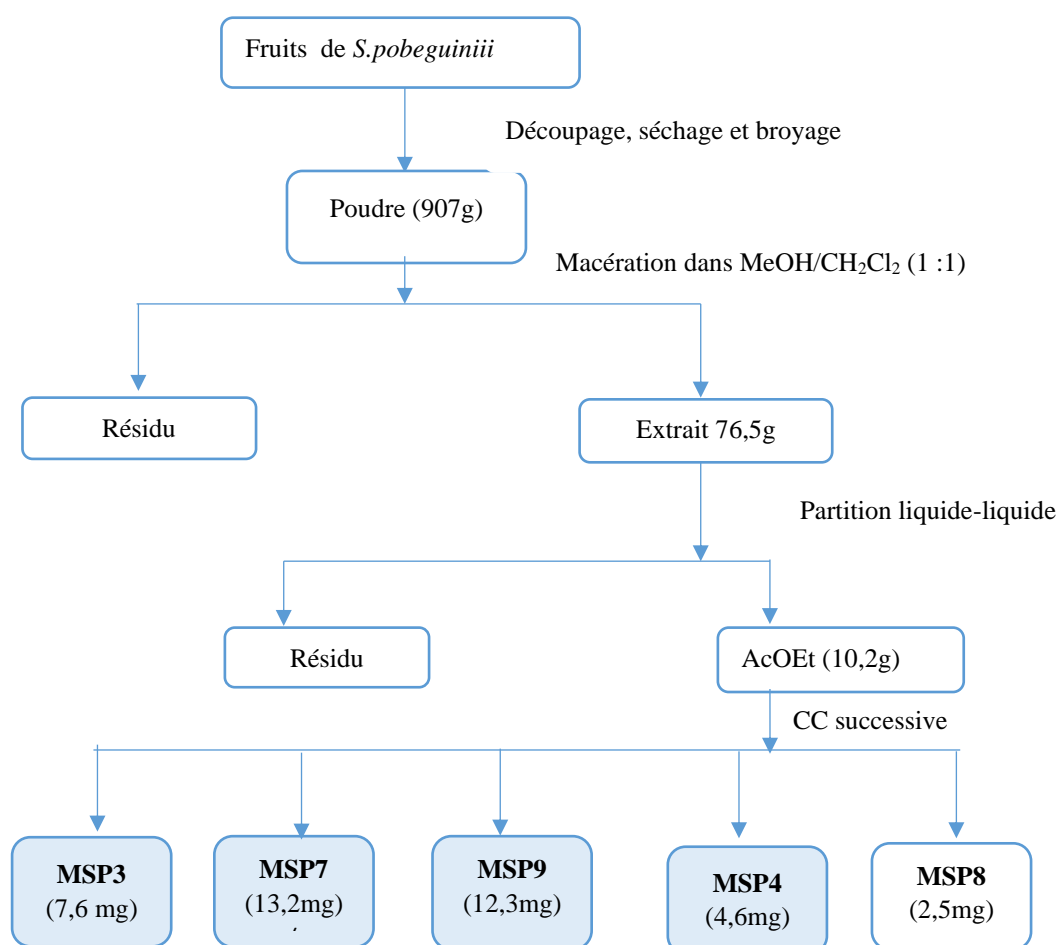 Fruits de S.pobeguiniii
Découpage, séchage et broyage
Poudre (907g)
Macération dans MeOH/CH₂Cl₂ (1 :1)
Résidu
Extrait 76,5g
Partition liquide-liquide
Résidu
AcOEt (10,2g)
CC successive
MSP3
(7,6 mg)
MSP7
(13,2mg)
MSP9
(12,3mg)
MSP4
(4,6mg)
MSP8
(2,5mg)